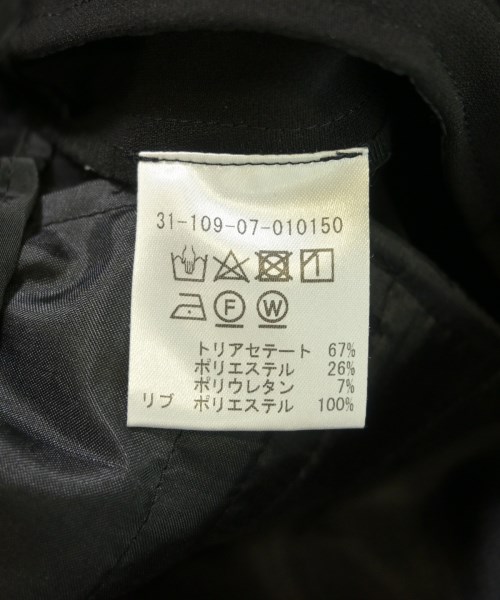 31-109-07-010150
F W
トリアセテート 67%
ポリエステル 26%
ポリウレタン 7%
リブ ポリエステル 100%